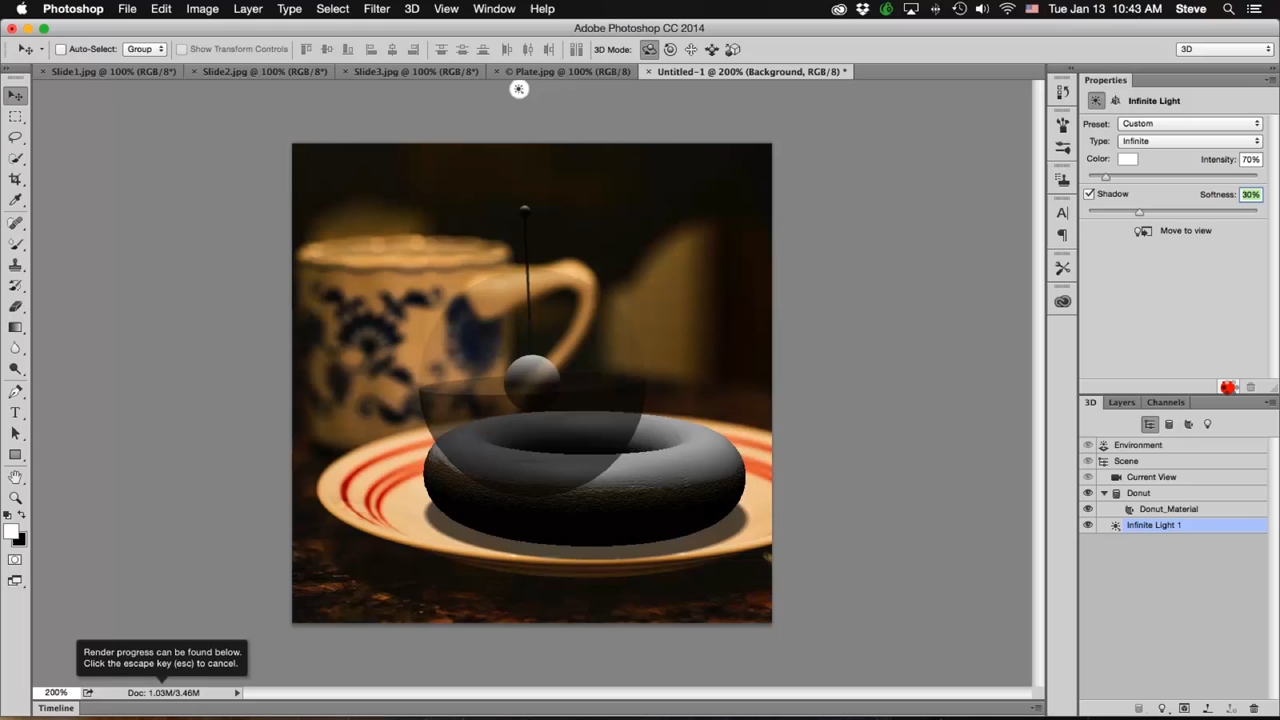 Photoshop File Edit Image Layer Type Select Filter 3D View Window Help Tue Jan 13 10:43 AM Steve
Adobe Photoshop CC 2014
Auto-Select: Group Show Transform Controls 3D Mode: 3D
Slide1.jpg @ 100% (RGB/8*) Slide2.jpg @ 100% (RGB/8*) Slide3.jpg @ 100% (RGB/8*) © Plate.jpg @ 100% (RGB/8) Untitled-1 @ 200% (Background, RGB/8) *
Properties
Infinite Light
Preset: Custom
Type: Infinite
Color: Intensity: 70%
Shadow Softness: 30%
Move to view
3D Layers Channels
Environment
Scene
Current View
Donut
Donut_Material
Infinite Light 1
Render progress can be found below.
Click the escape key (esc) to cancel.
200% Doc: 1.03M/3.46M
Timeline